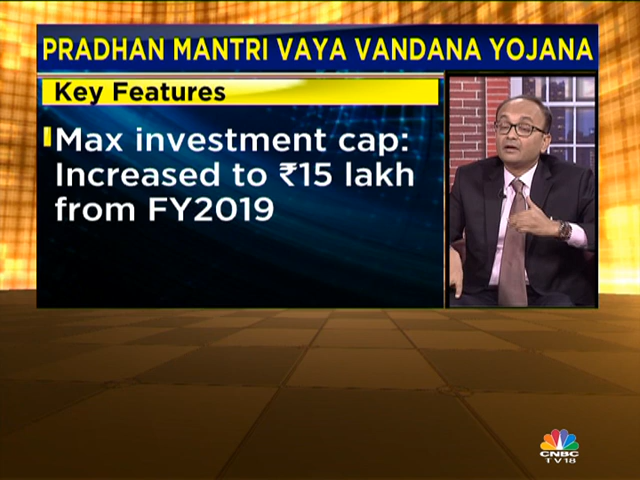 PRADHAN MANTRI VAYA VANDANA YOJANA
Key Features
Max investment cap:
Increased to ₹15 lakh
from FY2019
CNBC
TV18